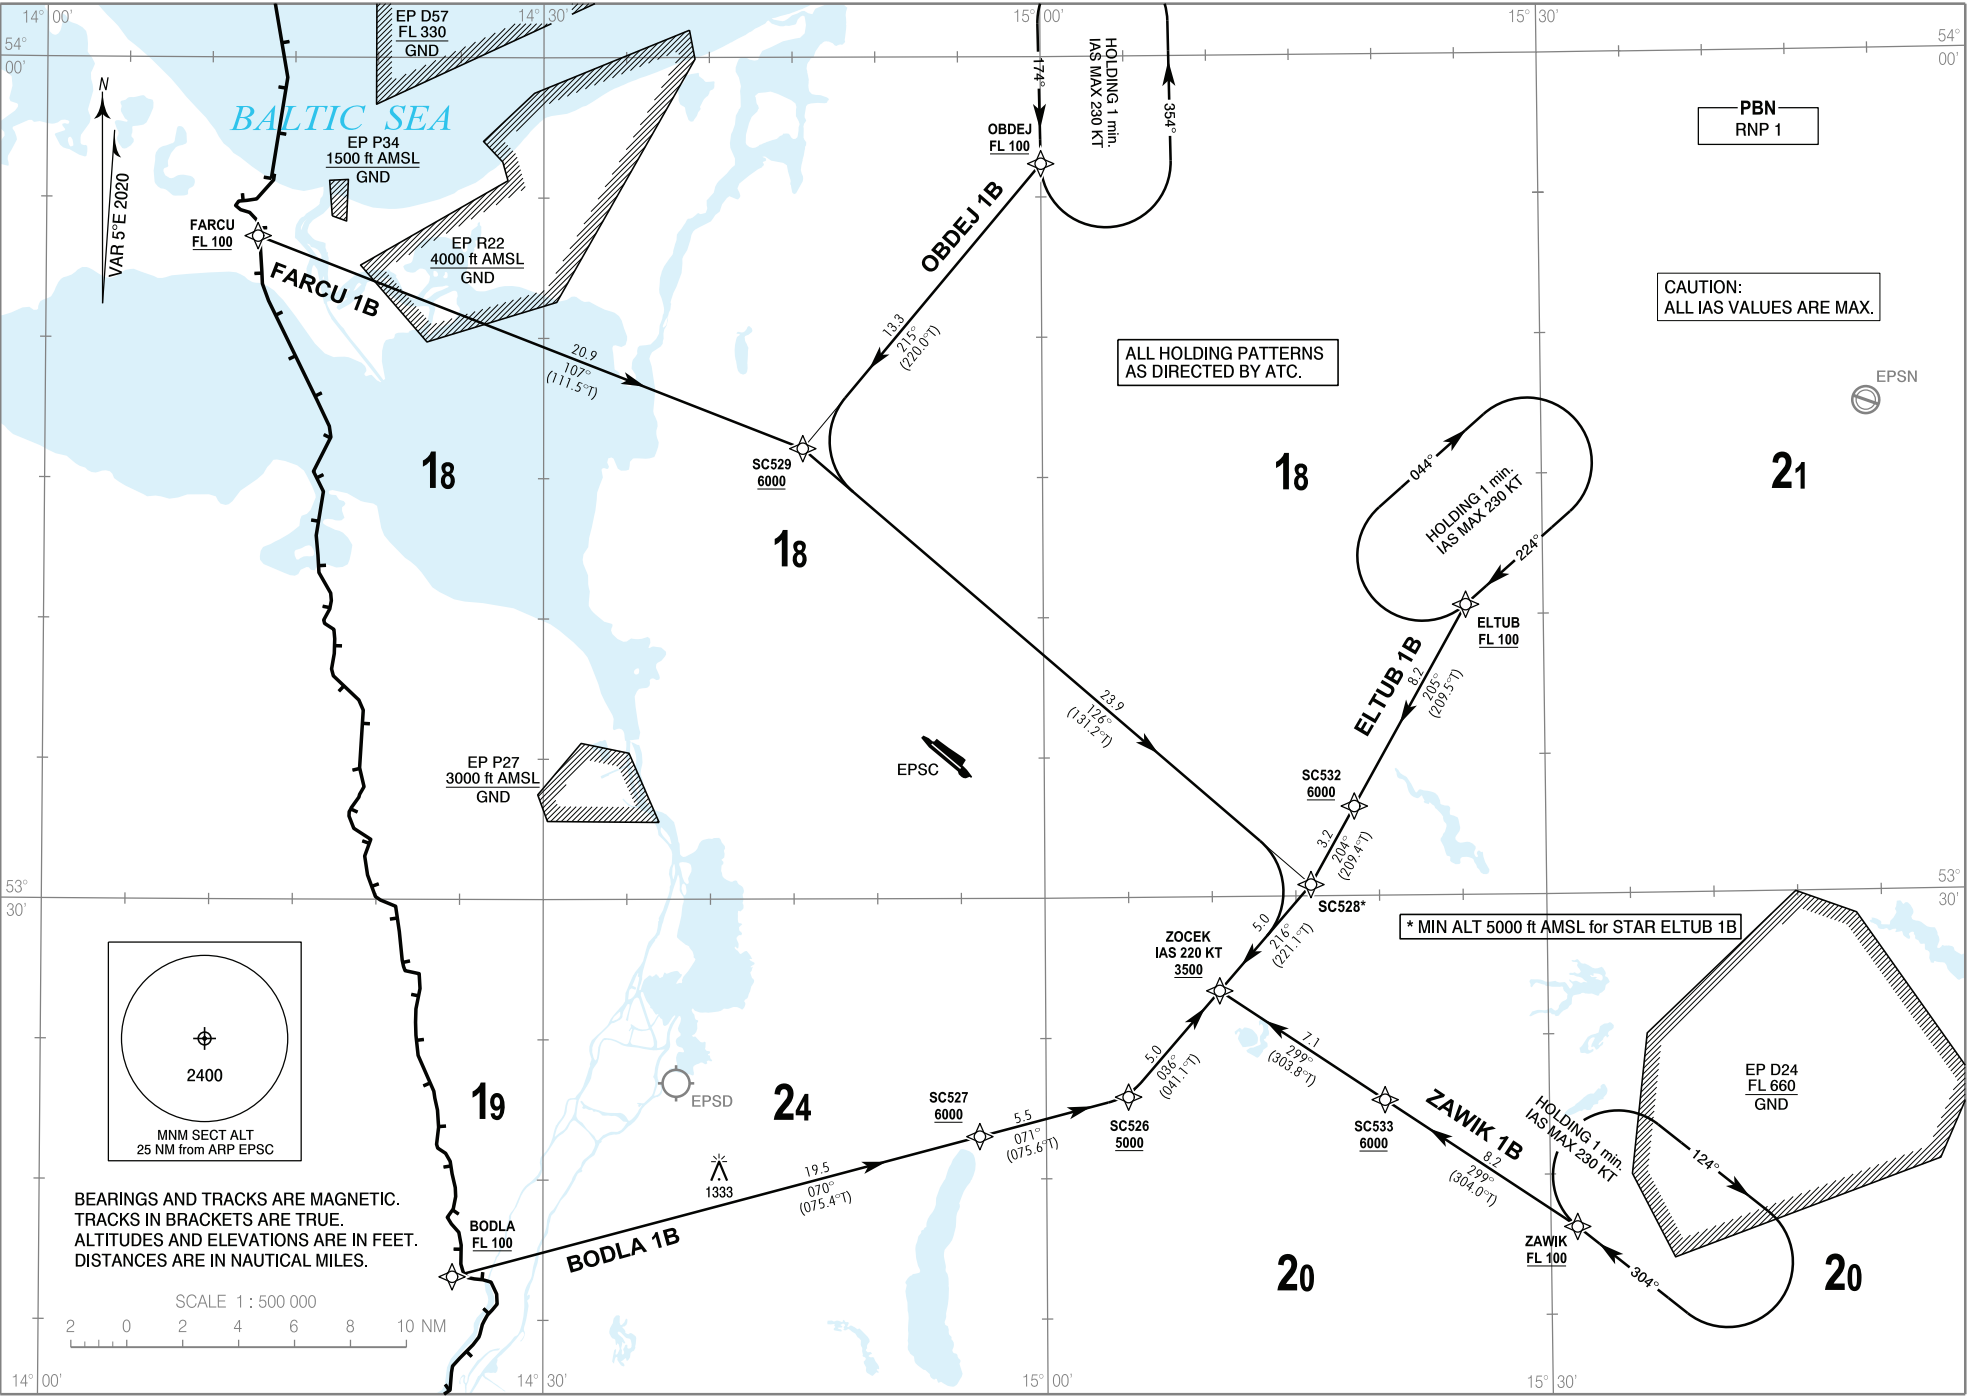 14° 00'
14° 30'
15° 00'
15° 30'
54°
00'
54°
00'
EP D57
FL 330
GND
N
VAR 5°E 2020
BALTIC SEA
EP P34
1500 ft AMSL
GND
174°
HOLDING 1 min.
IAS MAX 230 KT
354°
PBN
RNP 1
OBDEJ
FL 100
OBDEJ 1B
FARCU
FL 100
FARCU 1B
EP R22
4000 ft AMSL
GND
CAUTION:
ALL IAS VALUES ARE MAX.
13.3
215°
(220.0°T)
20.9
107°
(111.5°T)
ALL HOLDING PATTERNS
AS DIRECTED BY ATC.
EPSN
SC529
6000
18
18
18
21
044°
HOLDING 1 min.
IAS MAX 230 KT
224°
ELTUB
FL 100
ELTUB 1B
8.2
205°
(209.5°T)
23.9
126°
(131.2°T)
EP P27
3000 ft AMSL
GND
EPSC
SC532
6000
3.2
204°
(209.4°T)
53°
30'
53°
30'
SC528*
* MIN ALT 5000 ft AMSL for STAR ELTUB 1B
5.0
216°
(221.1°T)
ZOCEK
IAS 220 KT
3500
2400
MNM SECT ALT
25 NM from ARP EPSC
7.1
299°
(303.8°T)
5.0
036°
(041.1°T)
EP D24
FL 660
GND
19
EPSD
24
SC527
6000
5.5
071°
(075.6°T)
SC526
5000
SC533
6000
ZAWIK 1B
8.2
299°
(304.0°T)
HOLDING 1 min.
IAS MAX 230 KT
124°
1333
19.5
070°
(075.4°T)
BEARINGS AND TRACKS ARE MAGNETIC.
TRACKS IN BRACKETS ARE TRUE.
ALTITUDES AND ELEVATIONS ARE IN FEET.
DISTANCES ARE IN NAUTICAL MILES.
BODLA
FL 100
BODLA 1B
ZAWIK
FL 100
304°
20
20
SCALE 1 : 500 000
2 0 2 4 6 8 10 NM
14° 00'
14° 30'
15° 00'
15° 30'